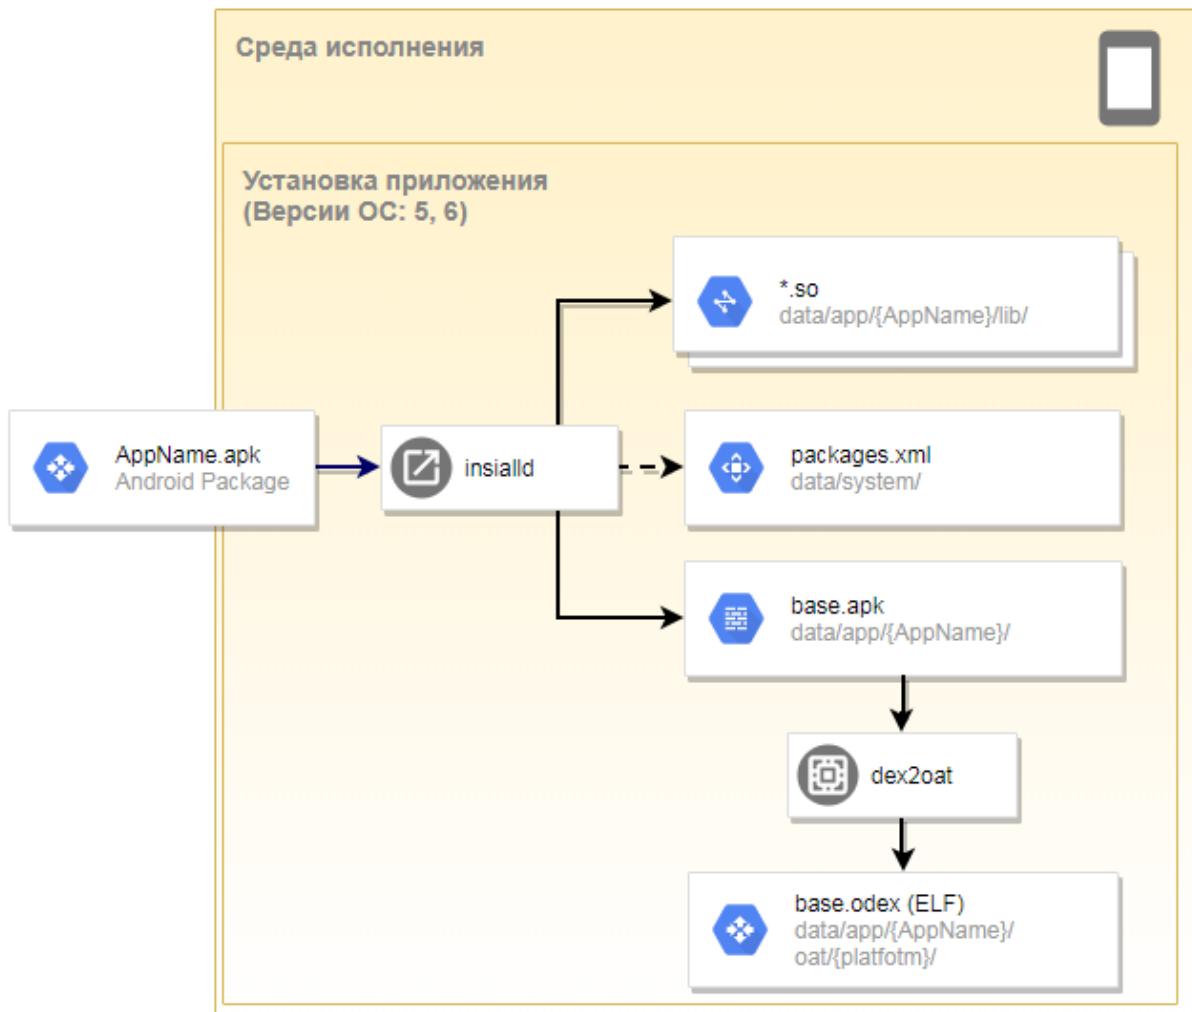 Среда исполнения
Установка приложения
(Версии ОС: 5, 6)
*.so
data/app/{AppName}/lib/
AppName.apk
Android Package
insialld
packages.xml
data/system/
base.apk
data/app/{AppName}/
dex2oat
base.odex (ELF)
data/app/{AppName}/
oat/{platfotm}/